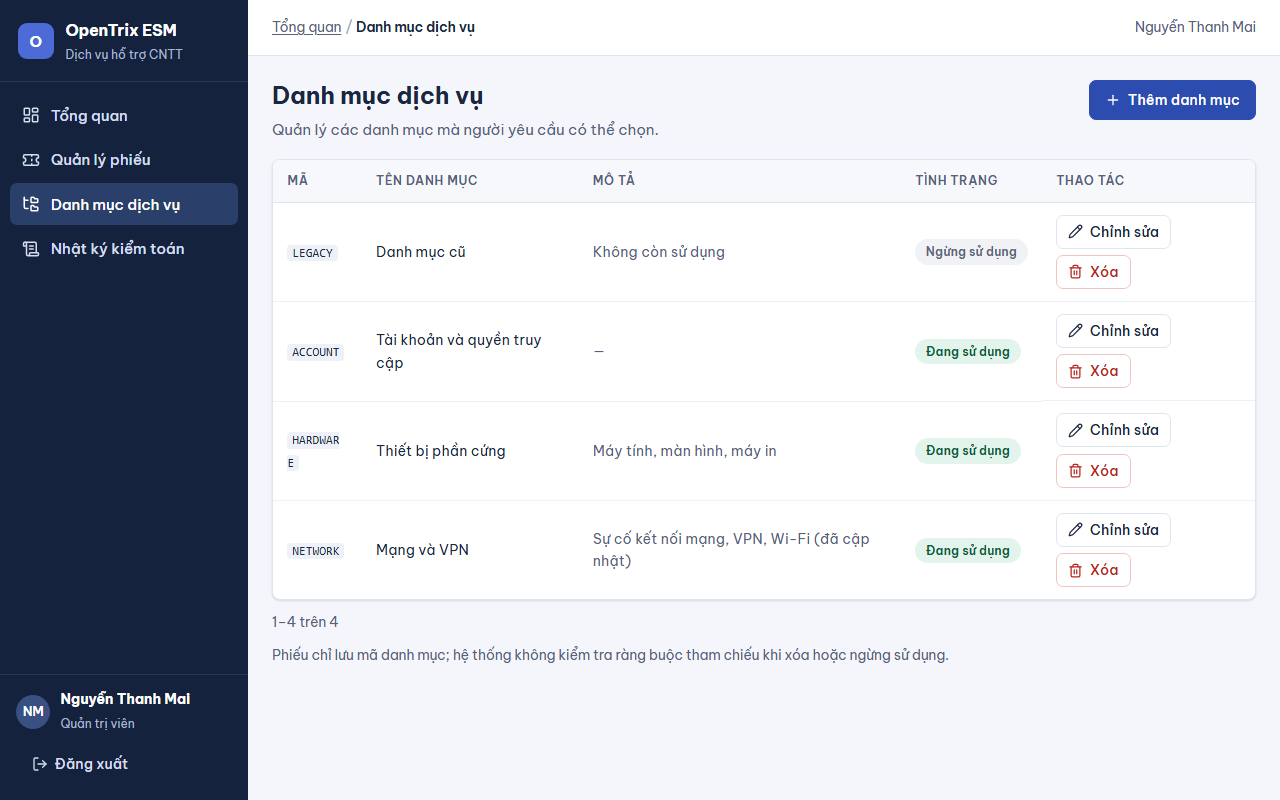 O
OpenTrix ESM
Dịch vụ hỗ trợ CNTT
Tổng quan
Quản lý phiếu
Danh mục dịch vụ
Nhật ký kiểm toán
NM
Nguyễn Thanh Mai
Quản trị viên
Đăng xuất
Tổng quan / Danh mục dịch vụ
Nguyễn Thanh Mai
Danh mục dịch vụ
Quản lý các danh mục mà người yêu cầu có thể chọn.
+ Thêm danh mục
MÃ TÊN DANH MỤC MÔ TẢ TÌNH TRẠNG THAO TÁC
LEGACY Danh mục cũ Không còn sử dụng Ngừng sử dụng Chỉnh sửa
Xóa
ACCOUNT Tài khoản và quyền truy
cập
— Đang sử dụng Chỉnh sửa
Xóa
HARDWAR
E
Thiết bị phần cứng Máy tính, màn hình, máy in Đang sử dụng Chỉnh sửa
Xóa
NETWORK Mạng và VPN Sự cố kết nối mạng, VPN, Wi-Fi (đã cập
nhật)
Đang sử dụng Chỉnh sửa
Xóa
1–4 trên 4
Phiếu chỉ lưu mã danh mục; hệ thống không kiểm tra ràng buộc tham chiếu khi xóa hoặc ngừng sử dụng.